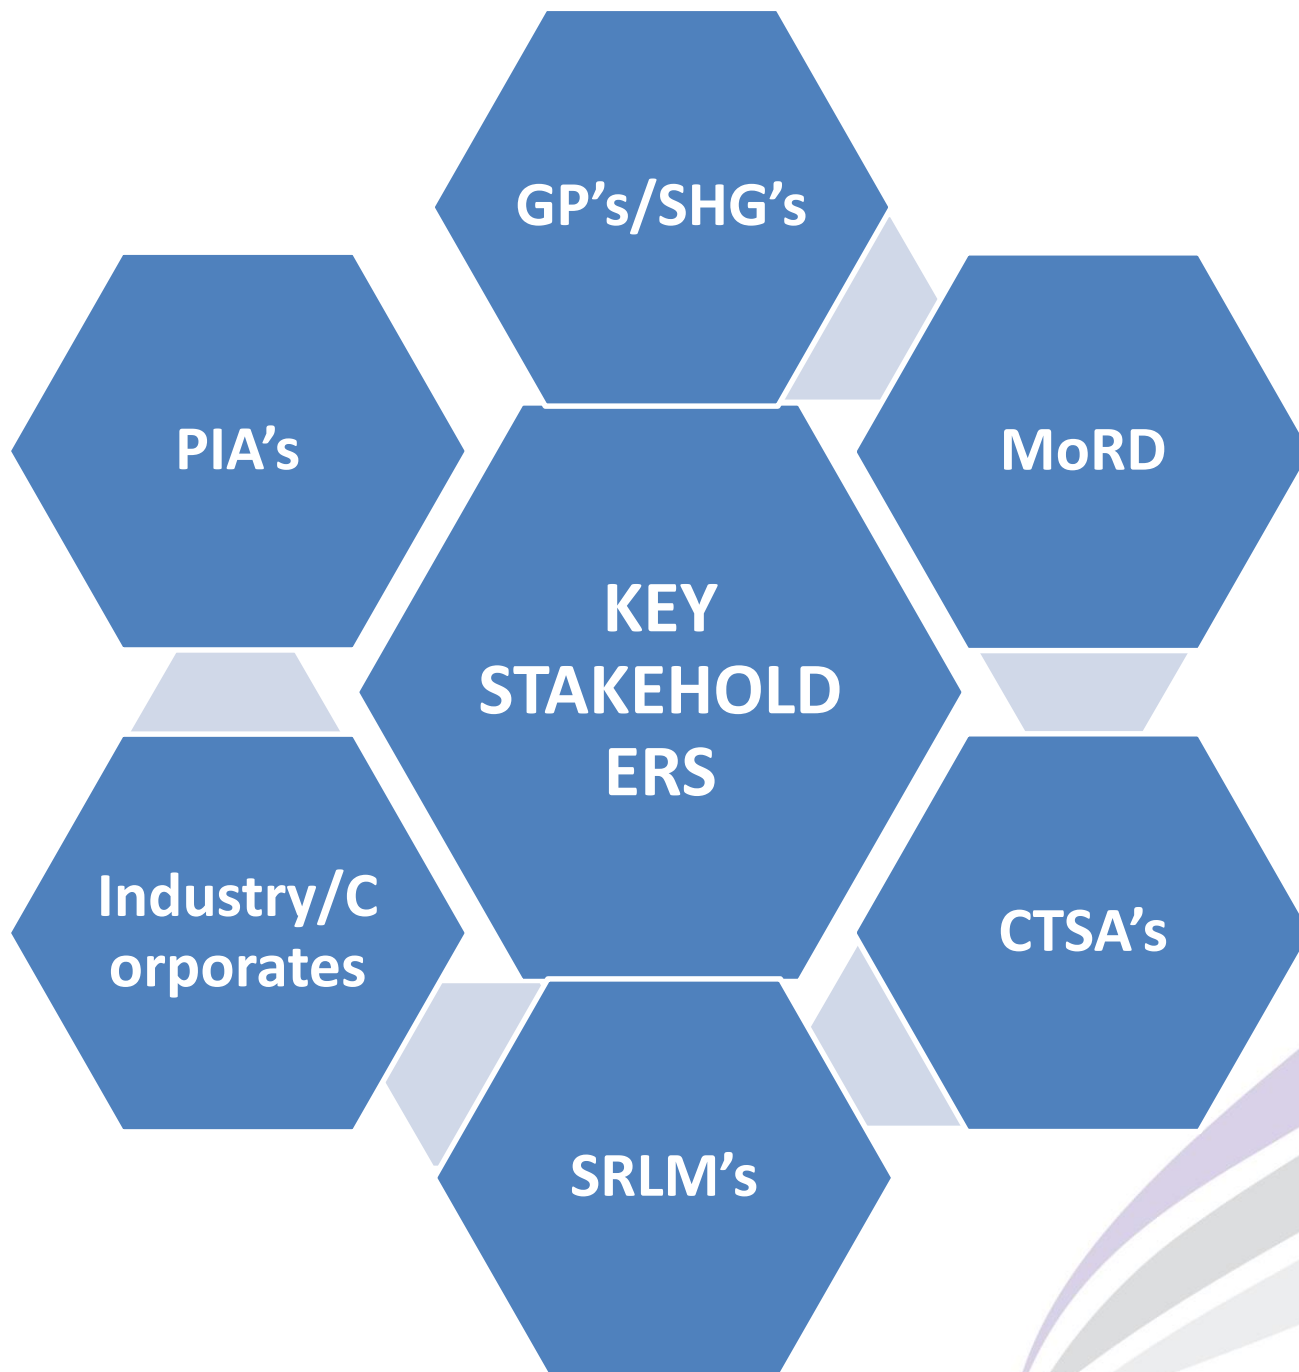 GP’s/SHG’s
MoRD
PIA’s
KEY
STAKEHOLD
ERS
Industry/C
orporates
CTSA’s
SRLM’s